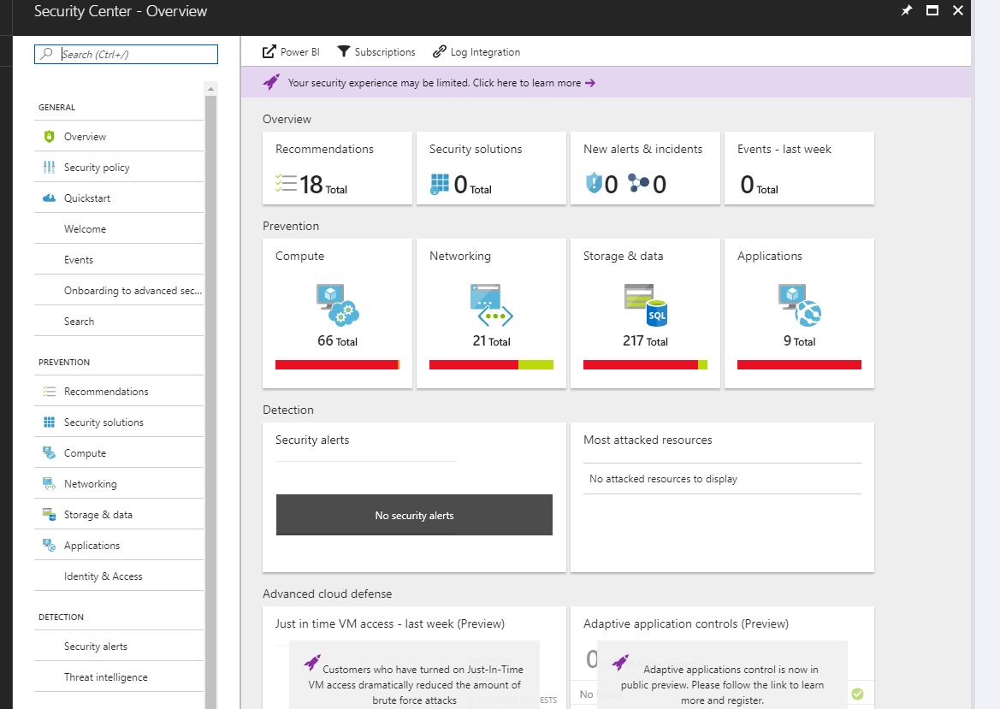 Security Center - Overview
Search (Ctrl+/)
GENERAL
Overview
Security policy
Quickstart
Welcome
Events
Onboarding to advanced sec...
Search
PREVENTION
Recommendations
Security solutions
Compute
Networking
Storage & data
Applications
Identity & Access
DETECTION
Security alerts
Threat intelligence
Power BI Subscriptions Log Integration
Your security experience may be limited. Click here to learn more →
Overview
Recommendations
18 Total
Security solutions
0 Total
New alerts & incidents
0 0
Events - last week
0 Total
Prevention
Compute
66 Total
Networking
21 Total
Storage & data
SQL
217 Total
Applications
9 Total
Detection
Security alerts
No security alerts
Most attacked resources
No attacked resources to display
Advanced cloud defense
Just in time VM access - last week (Preview)
Customers who have turned on Just-In-Time
VM access dramatically reduced the amount of
brute force attacks
Adaptive application controls (Preview)
0
Adaptive applications control is now in
public preview. Please follow the link to learn
more and register.
No